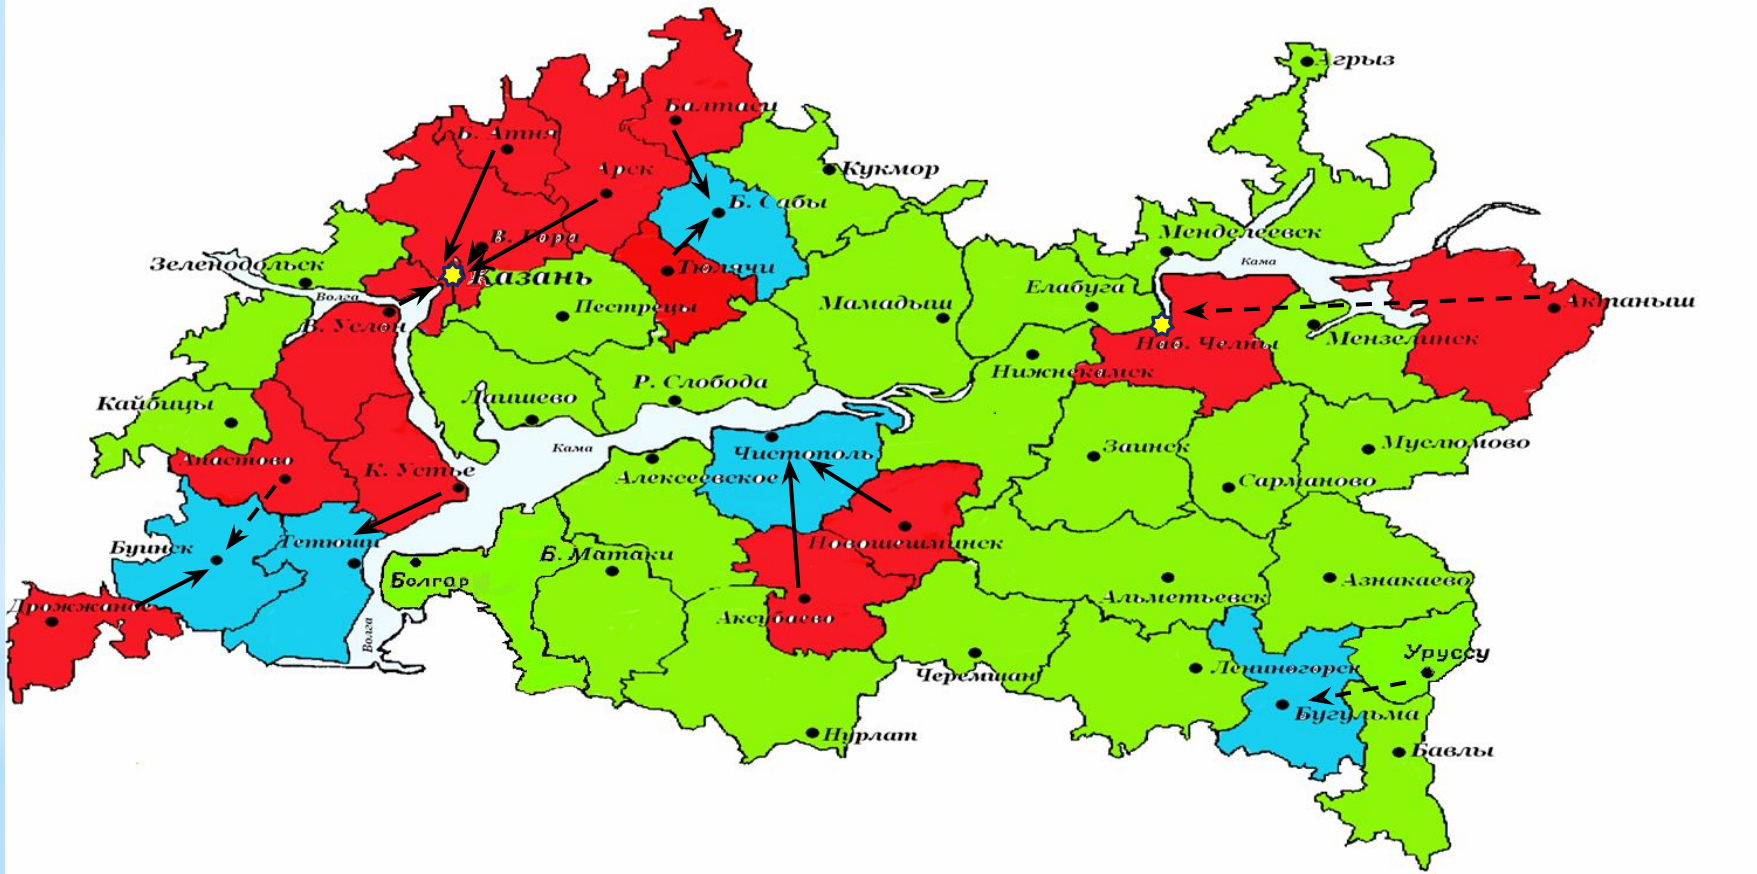 Агрыз
Балтаси
Б. Атня
Арск
Кукмор
Б. Сабы
В. Гора
Менделеевск
Зеленодольск
Казань
Тюлячи
Кама
Волга
Елабуга
Актаныш
Пестрецы
Мамадыш
В. Услон
Наб. Челны
Мензелинск
Нижнекамск
Р. Слобода
Лаишево
Кайбицы
Муслюмово
Заинск
Кама
Чистополь
Апастово
К. Устье
Алексеевское
Сарманово
Буинск
Тетюши
Новошешминск
Б. Матаки
Болгар
Азнакаево
Альметьевск
Дрожжаное
Аксубаево
Волга
Уруссу
Лениногорск
Черемшан
Бугульма
Нурлат
Бавлы